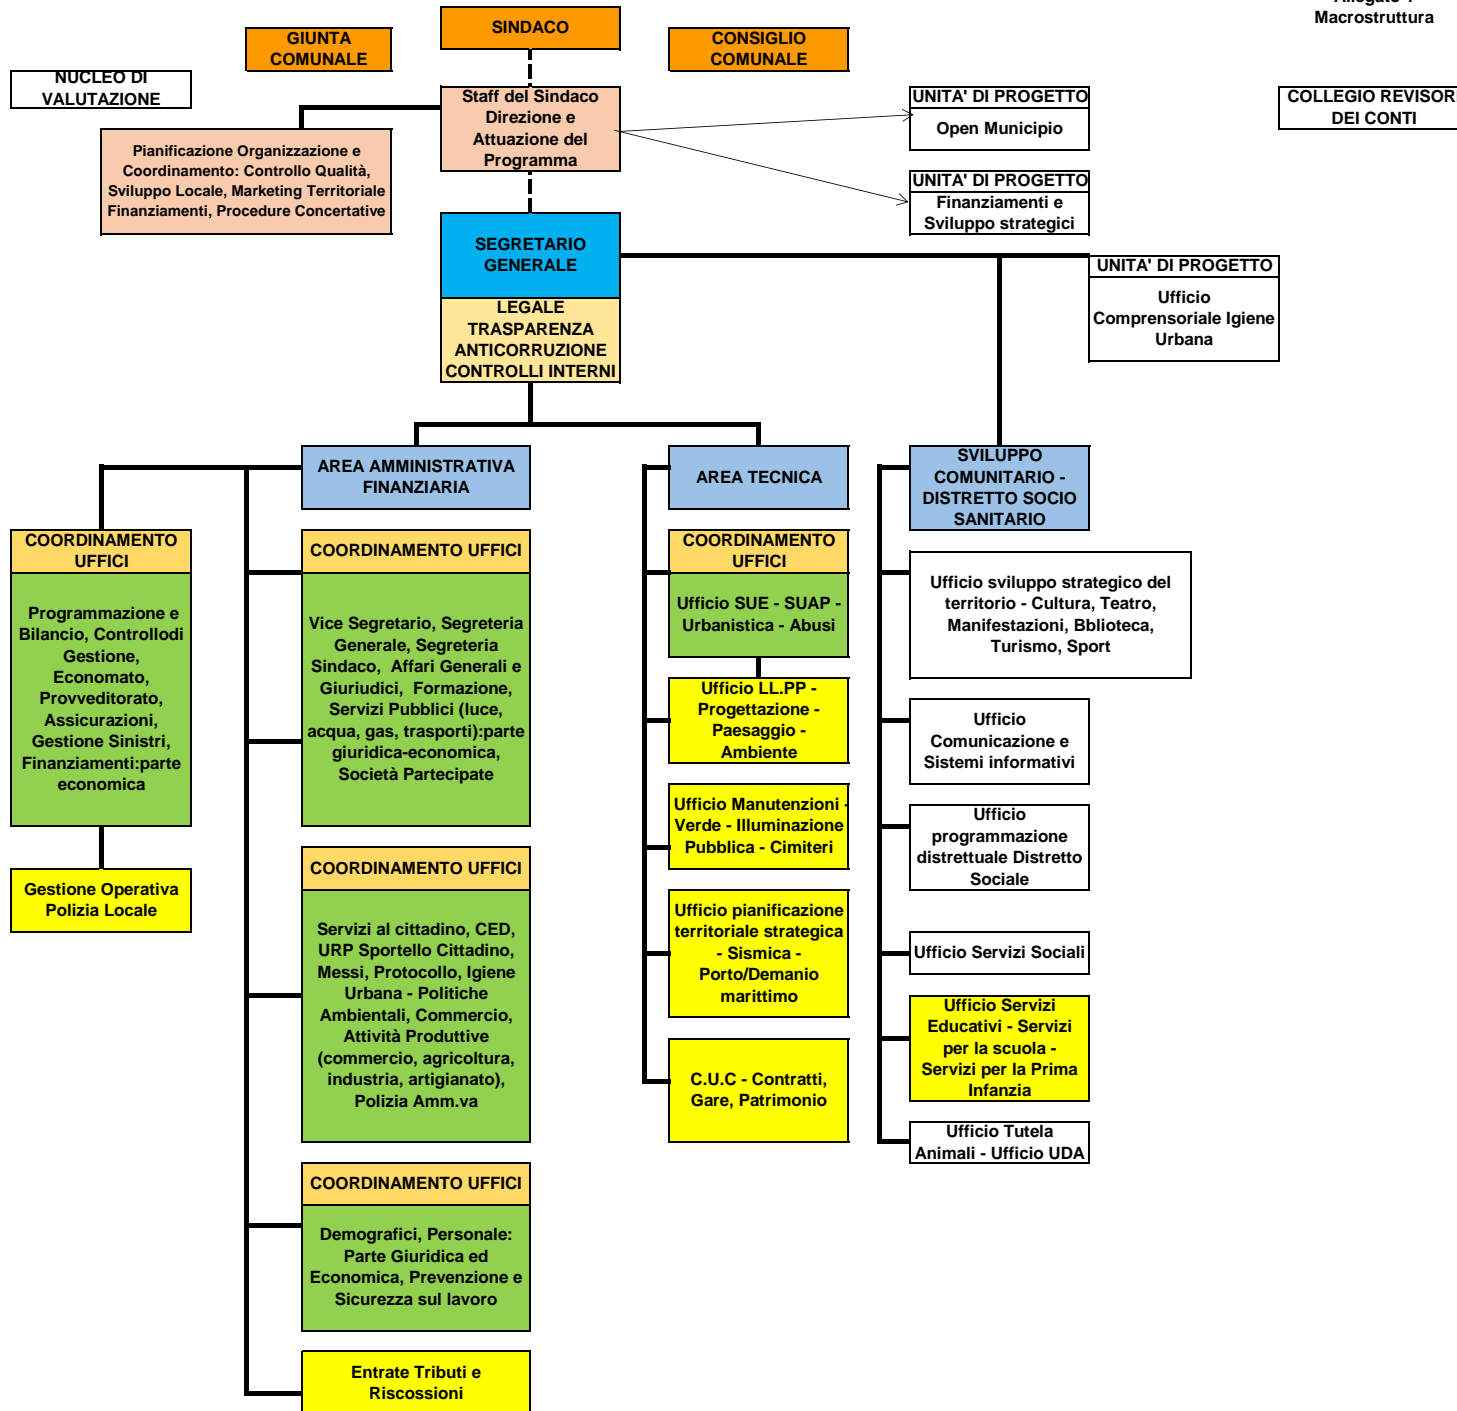 Allegato 1
Macrostruttura
SINDACO
GIUNTA
COMUNALE
CONSIGLIO
COMUNALE
NUCLEO DI
VALUTAZIONE
Staff del Sindaco
Direzione e
Attuazione del
Programma
UNITA' DI PROGETTO
Open Municipio
COLLEGIO REVISORI
DEI CONTI
Pianificazione Organizzazione e
Coordinamento: Controllo Qualità,
Sviluppo Locale, Marketing Territoriale
Finanziamenti, Procedure Concertative
UNITA' DI PROGETTO
Finanziamenti e
Sviluppo strategici
SEGRETARIO
GENERALE
UNITA' DI PROGETTO
Ufficio
Comprensoriale Igiene
Urbana
LEGALE
TRASPARENZA
ANTICORRUZIONE
CONTROLLI INTERNI
AREA AMMINISTRATIVA
FINANZIARIA
AREA TECNICA
SVILUPPO
COMUNITARIO -
DISTRETTO SOCIO
SANITARIO
COORDINAMENTO
UFFICI
Programmazione e
Bilancio, Controllodi
Gestione,
Economato,
Provveditorato,
Assicurazioni,
Gestione Sinistri,
Finanziamenti:parte
economica
Gestione Operativa
Polizia Locale
COORDINAMENTO UFFICI
Vice Segretario, Segreteria
Generale, Segreteria
Sindaco,  Affari Generali e
Giuriudici,  Formazione,
Servizi Pubblici (luce,
acqua, gas, trasporti):parte
giuridica-economica,
Società Partecipate
COORDINAMENTO UFFICI
Servizi al cittadino, CED,
URP Sportello Cittadino,
Messi, Protocollo, Igiene
Urbana - Politiche
Ambientali, Commercio,
Attività Produttive
(commercio, agricoltura,
industria, artigianato),
Polizia Amm.va
COORDINAMENTO UFFICI
Demografici, Personale:
Parte Giuridica ed
Economica, Prevenzione e
Sicurezza sul lavoro
Entrate Tributi e
Riscossioni
COORDINAMENTO
UFFICI
Ufficio SUE - SUAP -
Urbanistica - Abusi
Ufficio LL.PP -
Progettazione -
Paesaggio -
Ambiente
Ufficio Manutenzioni -
Verde - Illuminazione
Pubblica - Cimiteri
Ufficio pianificazione
territoriale strategica
- Sismica -
Porto/Demanio
marittimo
C.U.C - Contratti,
Gare, Patrimonio
Ufficio sviluppo strategico del
territorio - Cultura, Teatro,
Manifestazioni, Bblioteca,
Turismo, Sport
Ufficio
Comunicazione e
Sistemi informativi
Ufficio
programmazione
distrettuale Distretto
Sociale
Ufficio Servizi Sociali
Ufficio Servizi
Educativi - Servizi
per la scuola -
Servizi per la Prima
Infanzia
Ufficio Tutela
Animali - Ufficio UDA